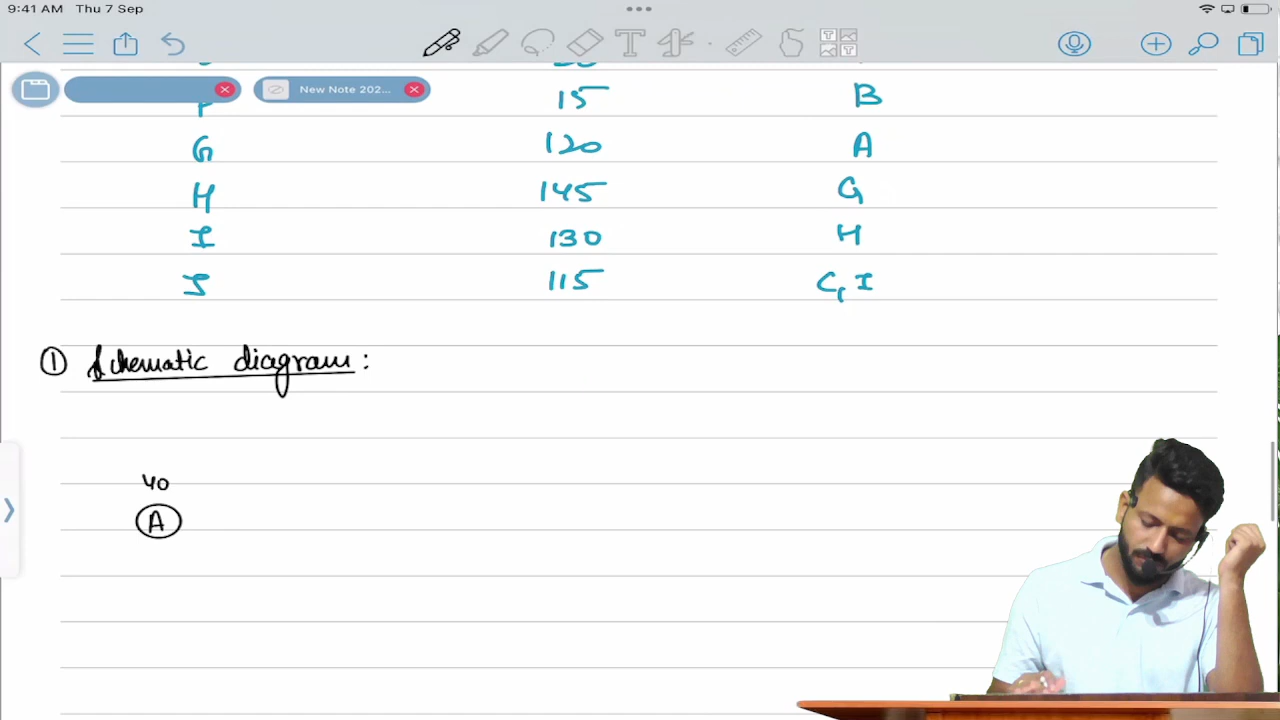 9:41 AM Thu 7 Sep
New Note 202...
F 15 B
G 120 A
H 145 G
I 130 H
J 115 C, I
① Schematic diagram:
40
A